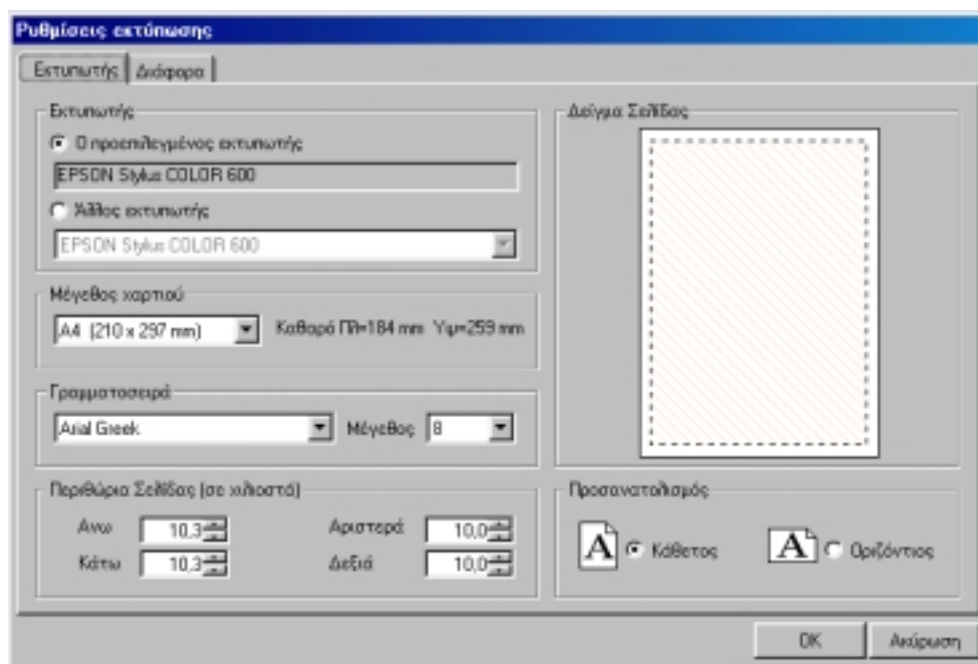 Ρυθμίσεις εκτύπωσης
Εκτυπωτής Διάφορα
Εκτυπωτής
Ο προεπιλεγμένος εκτυπωτής
EPSON Stylus COLOR 600
Άλλος εκτυπωτής
EPSON Stylus COLOR 600
Μέγεθος χαρτιού
A4 (210 x 297 mm) Καθαρό Πλ=184 mm Υψ=259 mm
Γραμματοσειρά
Arial Greek Μέγεθος 8
Περιθώρια Σελίδας (σε χιλιοστά)
Ανω 10,3 Αριστερά 10,0
Κάτω 10,3 Δεξιά 10,0
Δείγμα Σελίδας
Προσανατολισμός
A Κάθετος A Οριζόντιος
OK Ακύρωση